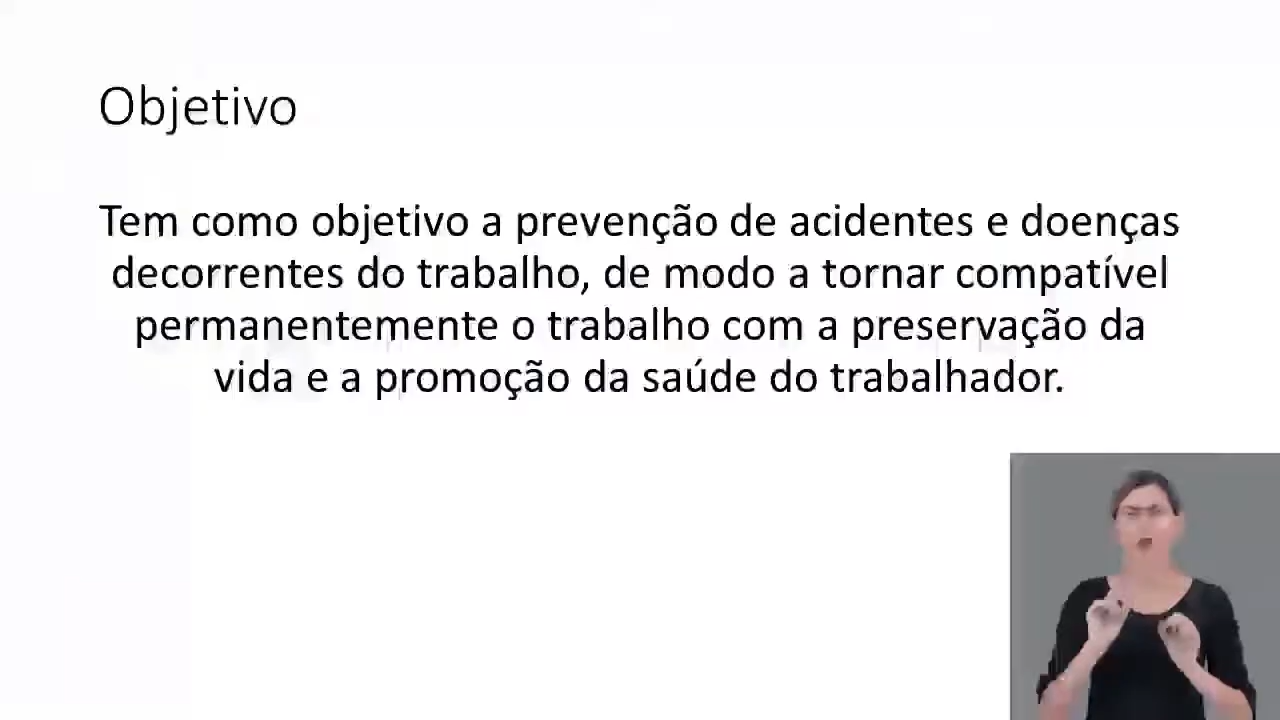 Objetivo
Tem como objetivo a prevenção de acidentes e doenças
decorrentes do trabalho, de modo a tornar compatível
permanentemente o trabalho com a preservação da
vida e a promoção da saúde do trabalhador.